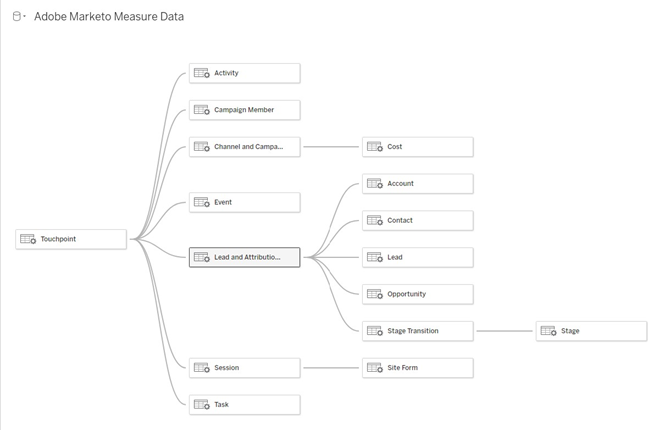 Adobe Marketo Measure Data
Activity
Campaign Member
Channel and Campa...
Cost
Account
Event
Contact
Touchpoint
Lead and Attributio...
Lead
Opportunity
Stage Transition
Stage
Session
Site Form
Task